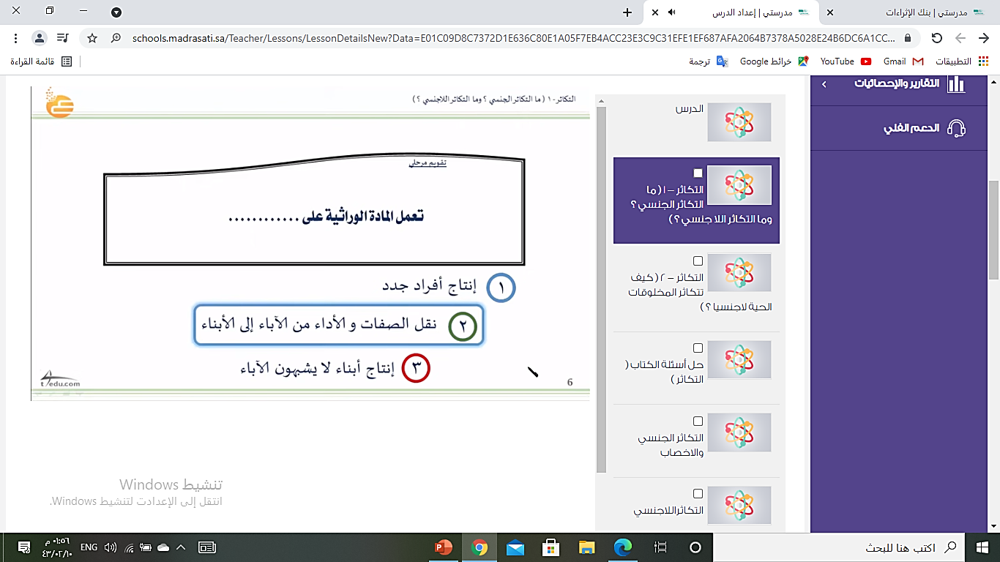 مدرستي | بنك الإثراءات
مدرستي | إعداد الدرس
schools.madrasati.sa/Teacher/Lessons/LessonDetailsNew?Data=E01C09D8C7372D1E636C80E1A05F7EB4ACC23E3C9C31EFE1EF687AFA2064B7378A5028E24B6DC6A1CC...
التطبيقات
Gmail
YouTube
خرائط Google
ترجمة
قائمة القراءة
التقارير والإحصائيات
الدعم الفني
الدرس
التكاثر –١ ( ما
التكاثر الجنسي ؟
وما التكاثر اللا جنسي ؟ )
التكاثر – ٢ ( كيف
تتكاثر المخلوقات
الحية لاجنسيا ؟ )
حل أسئلة الكتاب (
التكاثر )
التكاثر الجنسي
والاخصاب
التكاثراللاجنسي
التكاثر-١ ( ما التكاثر الجنسي ؟ وما التكاثر اللاجنسي ؟ )
تقويم مرحلي
تعمل المادة الوراثية على ............
١ إنتاج أفراد جدد
٢ نقل الصفات و الأداء من الآباء إلى الأبناء
٣ إنتاج أبناء لا يشبهون الآباء
t4edu.com
6
تنشيط Windows
انتقل إلى الإعدادت لتنشيط Windows.
اكتب هنا للبحث
ENG
٠١:٥٦ م
٤٣/٠٢/١٠